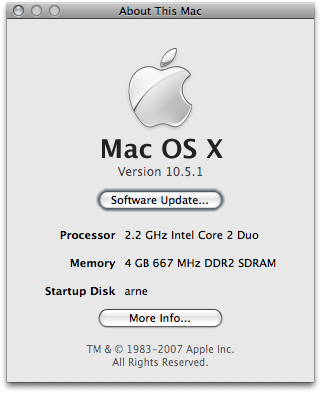 About This Mac
Mac OS X
Version 10.5.1
Software Update...
Processor 2.2 GHz Intel Core 2 Duo
Memory 4 GB 667 MHz DDR2 SDRAM
Startup Disk arne
More Info...
TM & © 1983-2007 Apple Inc.
All Rights Reserved.